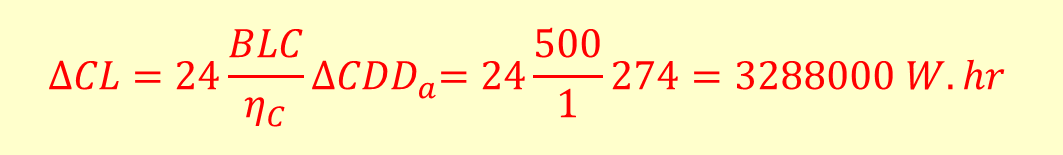 ΔCL = 24 BLC/η_C ΔCDD_a = 24 500/1 274 = 3288000 W.hr